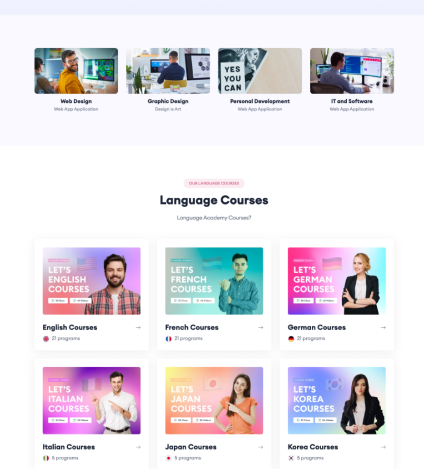 Web Design
Web App Application
Graphic Design
Design is Art
YES
YOU
CAN
Personal Development
Web App Application
IT and Software
Web App Application
OUR LANGUAGE COURSES
Language Courses
Language Academy Courses?
LET'S
ENGLISH
COURSES
English Courses
21 programs
LET'S
FRENCH
COURSES
French Courses
21 programs
LET'S
GERMAN
COURSES
German Courses
21 programs
LET'S
ITALIAN
COURSES
Italian Courses
5 programs
LET'S
JAPAN
COURSES
Japan Courses
5 programs
LET'S
KOREA
COURSES
Korea Courses
5 programs